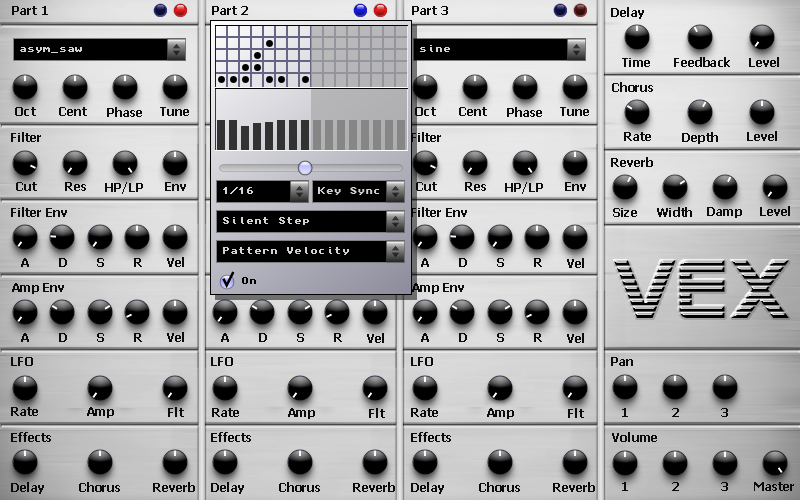 Part 1
asym_saw
Oct Cent Phase Tune
Filter
Cut Res HP/LP Env
Filter Env
A D S R Vel
Amp Env
A D S R Vel
LFO
Rate Amp Flt
Effects
Delay Chorus Reverb
Part 2
1/16 Key Sync
Silent Step
Pattern Velocity
On
A D S R Vel
LFO
Rate Amp Flt
Effects
Delay Chorus Reverb
Part 3
sine
Oct Cent Phase Tune
Filter
Cut Res HP/LP Env
Filter Env
A D S R Vel
Amp Env
A D S R Vel
LFO
Rate Amp Flt
Effects
Delay Chorus Reverb
Delay
Time Feedback Level
Chorus
Rate Depth Level
Reverb
Size Width Damp Level
VEX
Pan
1 2 3
Volume
1 2 3 Master